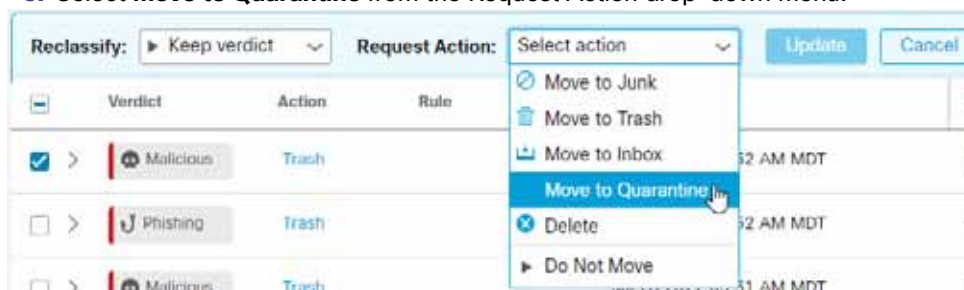 Select Move to Quarantine from the Request Action drop-down menu.
Reclassify: Keep verdict Request Action: Select action Update Cancel
Verdict Action Rule Move to Junk
Move to Trash
Malicious Trash Move to Inbox 52 AM MDT
Move to Quarantine
Phishing Trash Delete 52 AM MDT
Do Not Move
Malicious Trash 51 AM MDT